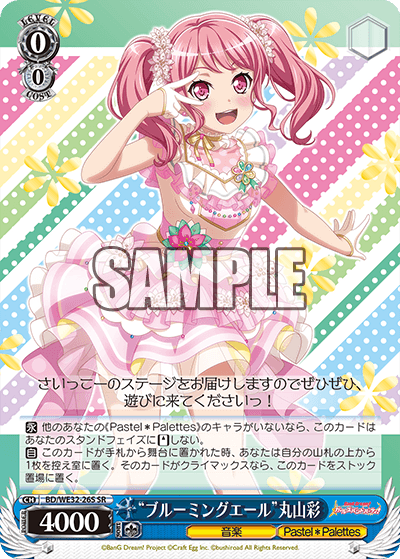 LEVEL
0
0
COST
SAMPLE
さいっこーのステージをお届けしますのでぜひぜひ、
遊びに来てくださいっ！
永 他のあなたの《Pastel＊Palettes》のキャラがいないなら、このカードは
あなたのスタンドフェイズに【スタンド】しない。
自 このカードが手札から舞台に置かれた時、あなたは自分の山札の上から
1枚を控え室に置く。そのカードがクライマックスなら、このカードをストック
置場に置く。
CH BD/WE32-26S SR
4000
“ブルーミングエール”丸山彩
音楽
Pastel＊Palettes
©BanG Dream! Project ©Craft Egg Inc. ©bushiroad All Rights Reserved.